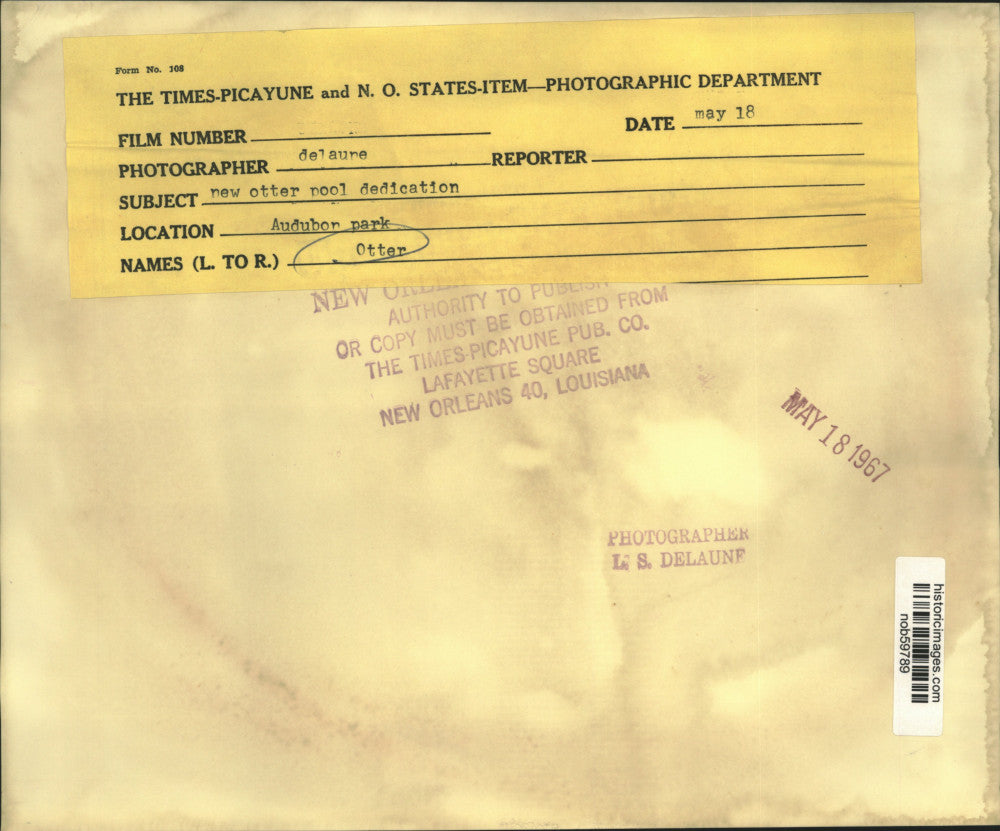 Form No. 108
THE TIMES-PICAYUNE and N. O. STATES-ITEM—PHOTOGRAPHIC DEPARTMENT
FILM NUMBER
DATE may 18
PHOTOGRAPHER delaune REPORTER
SUBJECT new otter pool dedication
LOCATION Audubon park
NAMES (L. TO R.) Otter
NEW
AUTHORITY TO PUBLISH
OR COPY MUST BE OBTAINED FROM
THE TIMES-PICAYUNE PUB. CO.
LAFAYETTE SQUARE
NEW ORLEANS 40, LOUISIANA
MAY 18 1967
PHOTOGRAPHER
L. S. DELAUNE
historicimages.com
nob59789